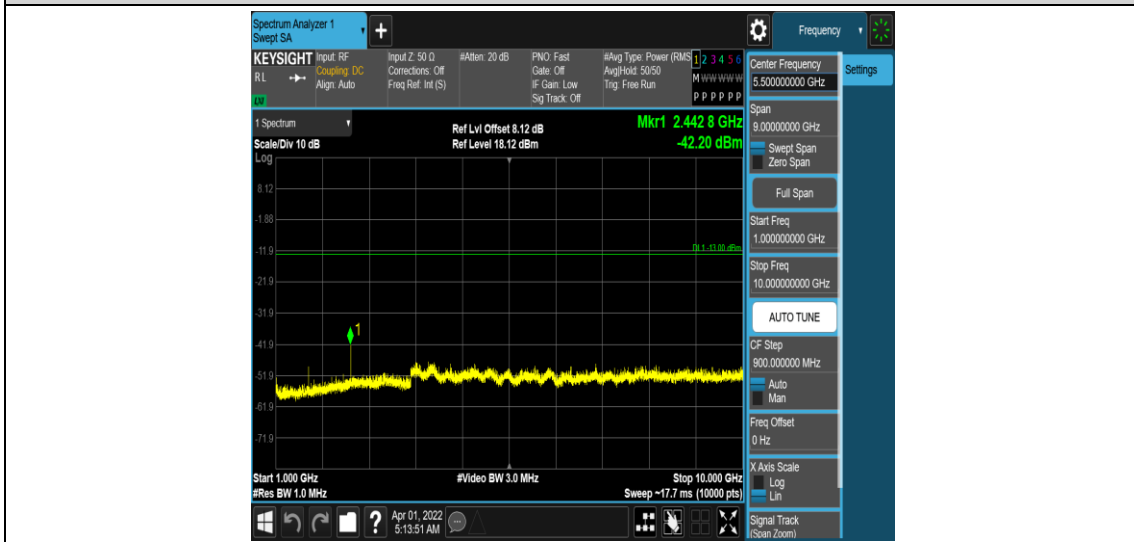 Spectrum Analyzer 1
Swept SA
+
Frequency
KEYSIGHT
RL
LXI
Input: RF
Coupling: DC
Align: Auto
Input Z: 50 Ω
Corrections: Off
Freq Ref: Int (S)
#Atten: 20 dB
PNO: Fast
Gate: Off
IF Gain: Low
Sig Track: Off
#Avg Type: Power (RMS
Avg|Hold: 50/50
Trig: Free Run
1 2 3 4 5 6
M W W W W W
P P P P P P
1 Spectrum
Scale/Div 10 dB
Ref Lvl Offset 8.12 dB
Ref Level 18.12 dBm
Mkr1 2.442 8 GHz
-42.20 dBm
Log
8.12
-1.88
-11.9
DL1 -13.00 dBm
-21.9
-31.9
1
-41.9
-51.9
-61.9
-71.9
Start 1.000 GHz
#Res BW 1.0 MHz
#Video BW 3.0 MHz
Stop 10.000 GHz
Sweep ~17.7 ms (10000 pts)
?
Apr 01, 2022
5:13:51 AM
Center Frequency
5.500000000 GHz
Settings
Span
9.00000000 GHz
Swept Span
Zero Span
Full Span
Start Freq
1.000000000 GHz
Stop Freq
10.000000000 GHz
AUTO TUNE
CF Step
900.000000 MHz
Auto
Man
Freq Offset
0 Hz
X Axis Scale
Log
Lin
Signal Track
(Span Zoom)